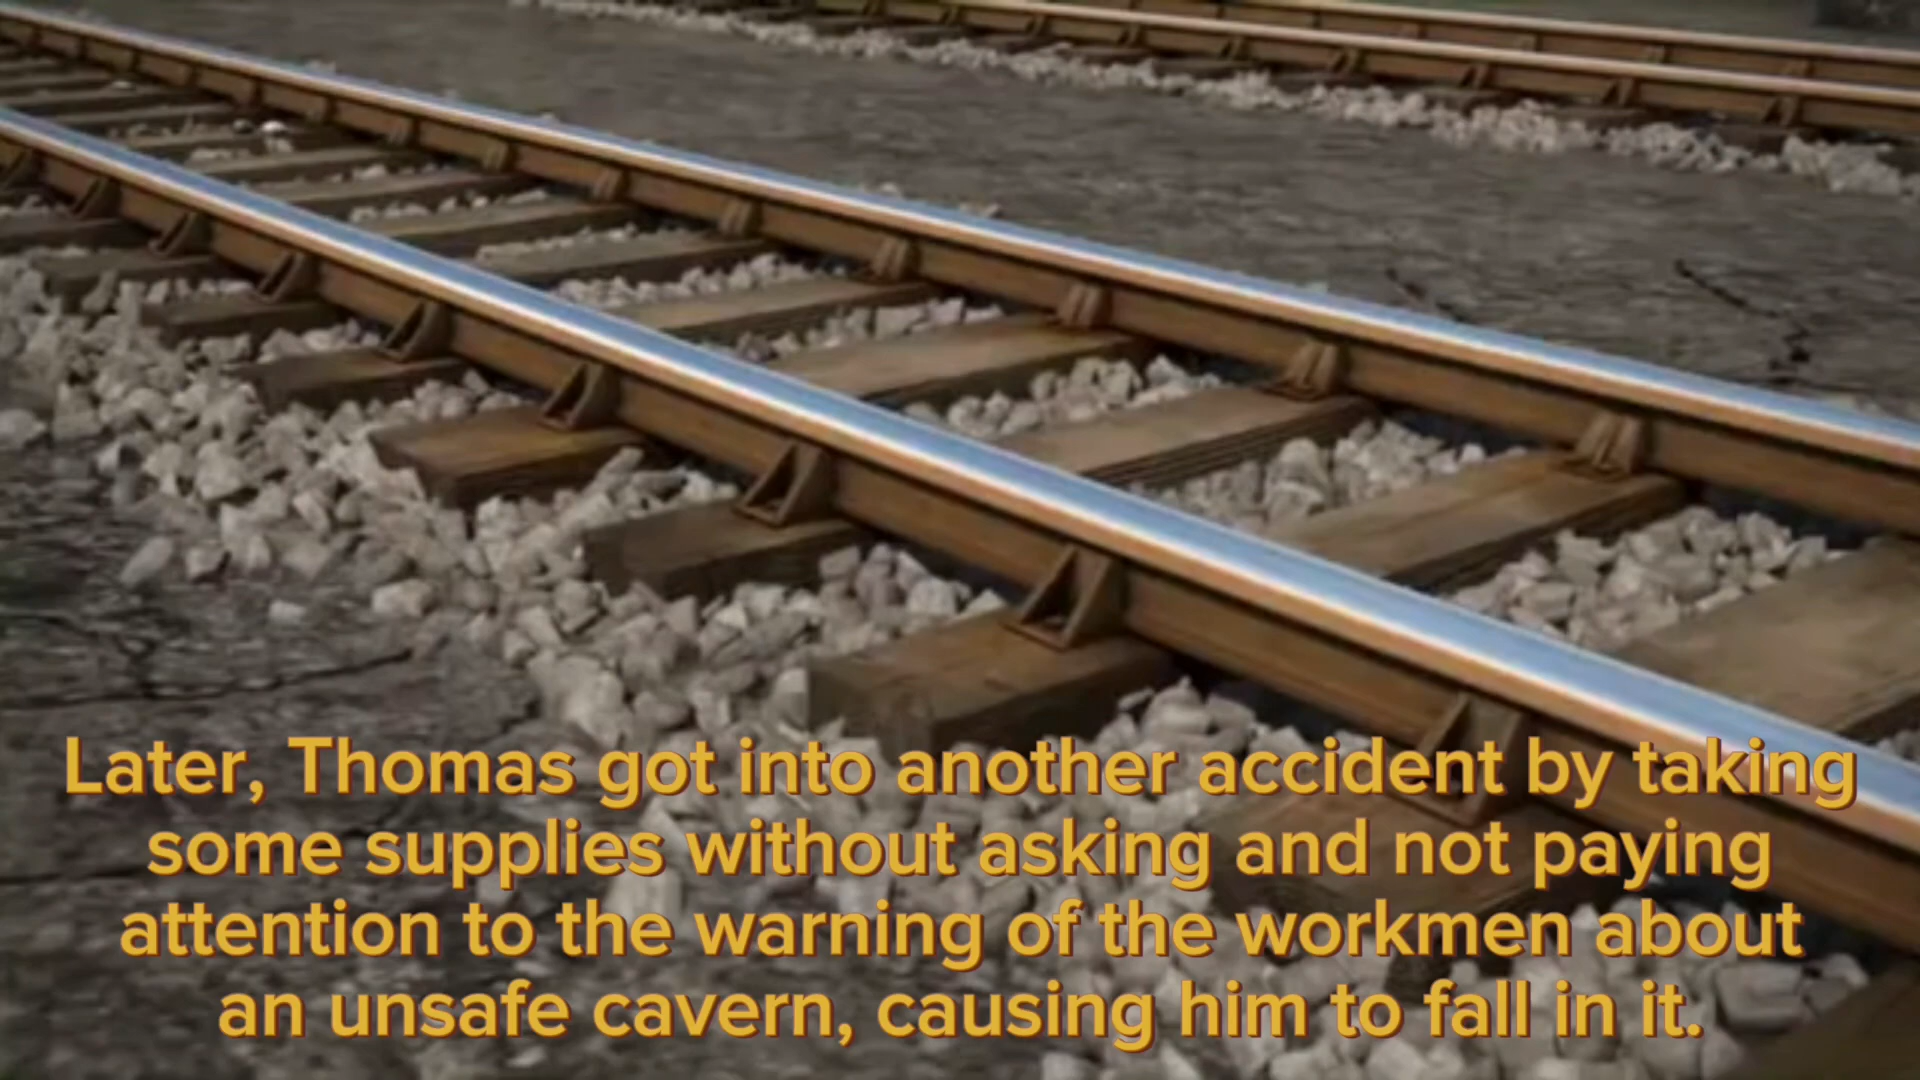 Later, Thomas got into another accident by taking
some supplies without asking and not paying
attention to the warning of the workmen about
an unsafe cavern, causing him to fall in it.